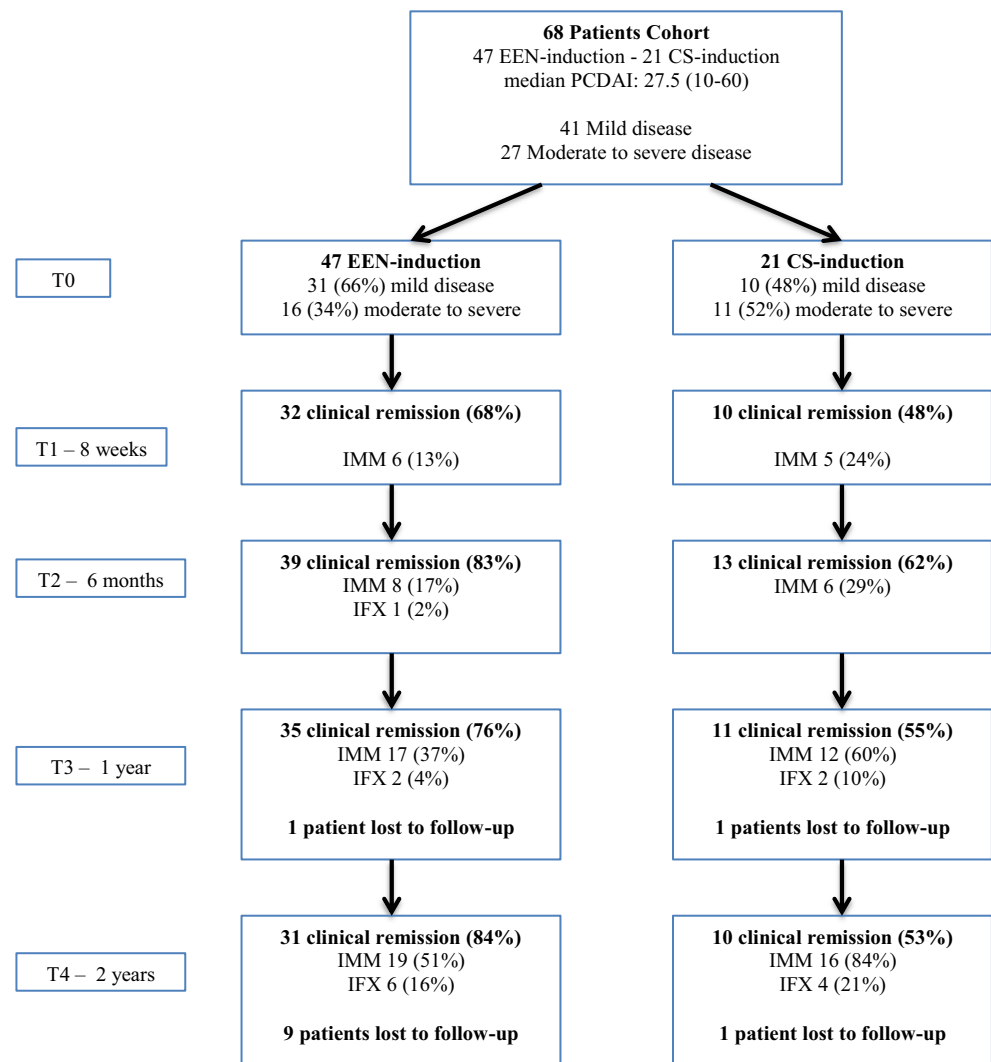 68 Patients Cohort
47 EEN-induction - 21 CS-induction
median PCDAI: 27.5 (10-60)
41 Mild disease
27 Moderate to severe disease
T0
47 EEN-induction
31 (66%) mild disease
16 (34%) moderate to severe
21 CS-induction
10 (48%) mild disease
11 (52%) moderate to severe
T1 – 8 weeks
32 clinical remission (68%)
IMM 6 (13%)
10 clinical remission (48%)
IMM 5 (24%)
T2 – 6 months
39 clinical remission (83%)
IMM 8 (17%)
IFX 1 (2%)
13 clinical remission (62%)
IMM 6 (29%)
T3 – 1 year
35 clinical remission (76%)
IMM 17 (37%)
IFX 2 (4%)
1 patient lost to follow-up
11 clinical remission (55%)
IMM 12 (60%)
IFX 2 (10%)
1 patients lost to follow-up
T4 – 2 years
31 clinical remission (84%)
IMM 19 (51%)
IFX 6 (16%)
9 patients lost to follow-up
10 clinical remission (53%)
IMM 16 (84%)
IFX 4 (21%)
1 patient lost to follow-up